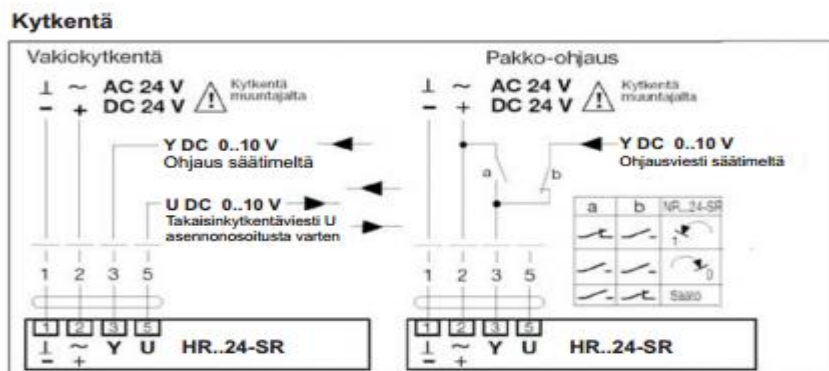 Kytkentä
Vakiokytkentä
⊥ ~ AC 24 V
- + DC 24 V
Kytkentä
muuntajalta
Y DC 0..10 V
Ohjaus säätimeltä
U DC 0..10 V
Takaisinkytkentäviesti U
asennonosoitusta varten
1 2 3 5
1 2 3 5
⊥ ~ Y U HR..24-SR
- +
Pakko-ohjaus
⊥ ~ AC 24 V
- + DC 24 V
Kytkentä
muuntajalta
Y DC 0..10 V
Ohjausviesti säätimeltä
a b
a b NR..24-SR
1
0
Säätö
1 2 3 5
1 2 3 5
⊥ ~ Y U HR..24-SR
- +